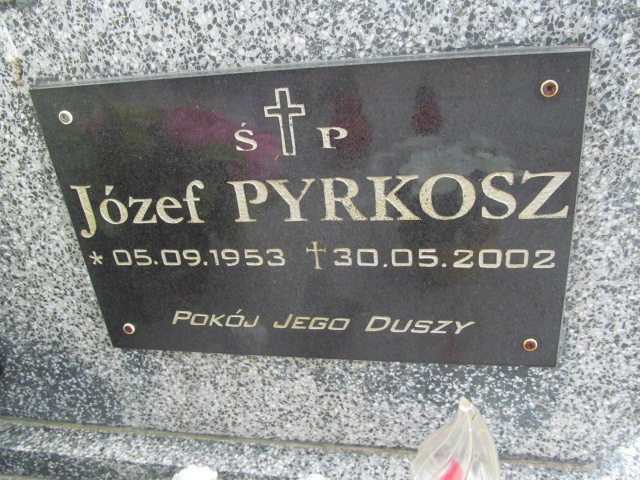 Ś P
Józef PYRKOSZ
* 05.09.1953 † 30.05.2002
Pokój Jego Duszy